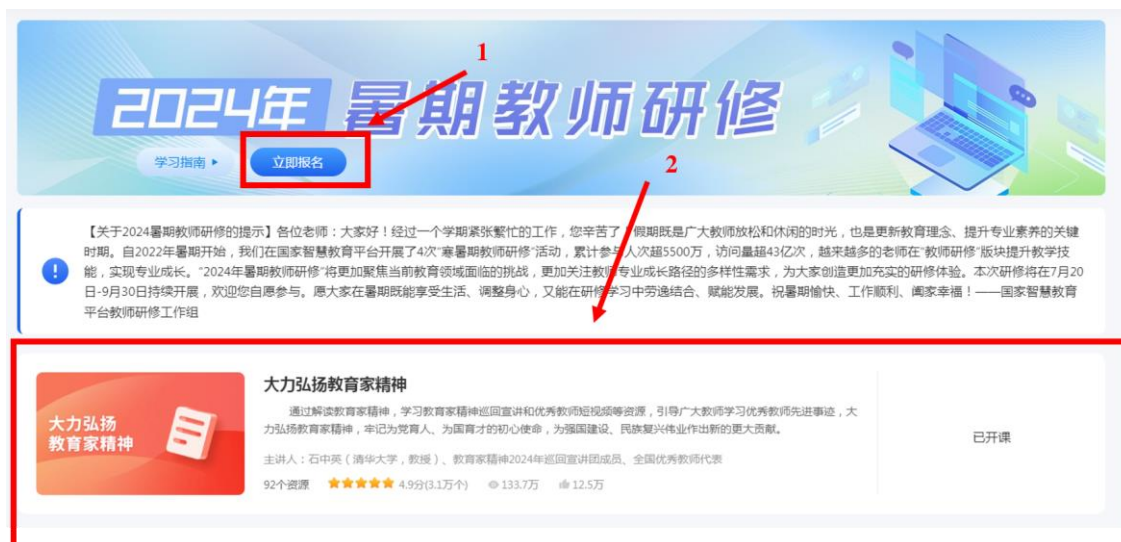 1
2024年 暑期教师研修
学习指南
立即报名
2
【关于2024暑期教师研修的提示】各位老师：大家好！经过一个学期紧张繁忙的工作，您辛苦了！假期既是广大教师放松和休闲的时光，也是更新教育理念、提升专业素养的关键
时期。自2022年暑期开始，我们在国家智慧教育平台开展了4次“寒暑期教师研修”活动，累计参与人次超5500万，访问量超43亿次，越来越多的老师在“教师研修”版块提升教学技
能，实现专业成长。“2024年暑期教师研修”将更加聚焦当前教育领域面临的挑战，更加关注教师专业成长路径的多样性需求，为大家创造更加充实的研修体验。本次研修将在7月20
日-9月30日持续开展，欢迎您自愿参与。愿大家在暑期既能享受生活、调整身心，又能在研修学习中劳逸结合、赋能发展。祝暑期愉快、工作顺利、阖家幸福！——国家智慧教育
平台教师研修工作组
大力弘扬
教育家精神
大力弘扬教育家精神
通过解读教育家精神，学习教育家精神巡回宣讲和优秀教师短视频等资源，引导广大教师学习优秀教师先进事迹，大
力弘扬教育家精神，牢记为党育人、为国育才的初心使命，为强国建设、民族复兴伟业作出新的更大贡献。
主讲人：石中英（清华大学，教授）、教育家精神2024年巡回宣讲团成员、全国优秀教师代表
92个资源 4.9分(3.1万个) 133.7万 12.5万
已开课